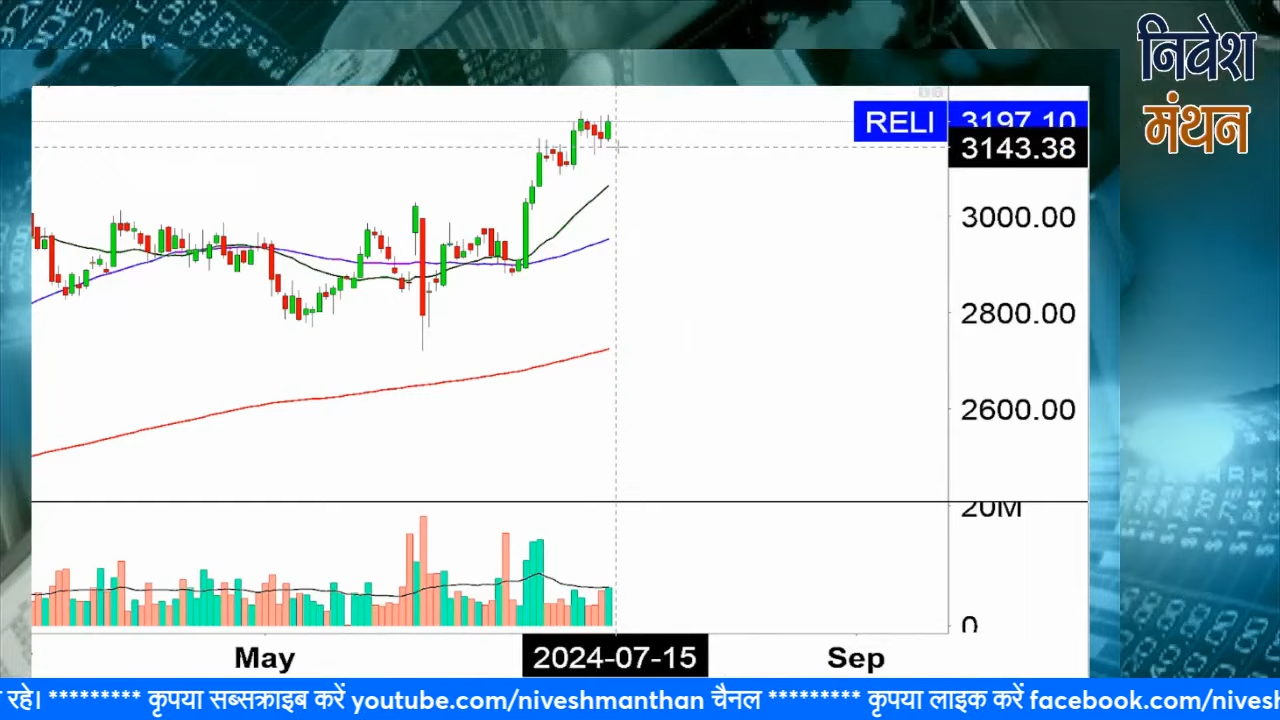 निवेश
मंथन
RELI 3197.10
3143.38
3000.00
2800.00
2600.00
20M
0
May 2024-07-15 Sep
रहे। ********* कृपया सब्सक्राइब करें youtube.com/niveshmanthan चैनल ********* कृपया लाइक करें facebook.com/nivesh